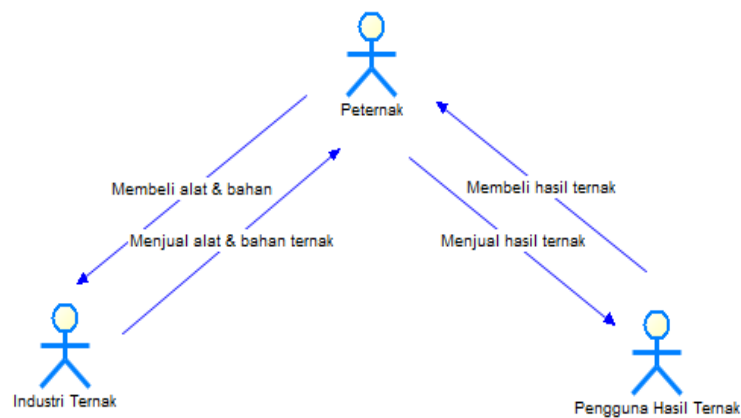 Peternak
Membeli alat & bahan
Membeli hasil ternak
Menjual alat & bahan ternak
Menjual hasil ternak
Industri Ternak
Pengguna Hasil Ternak